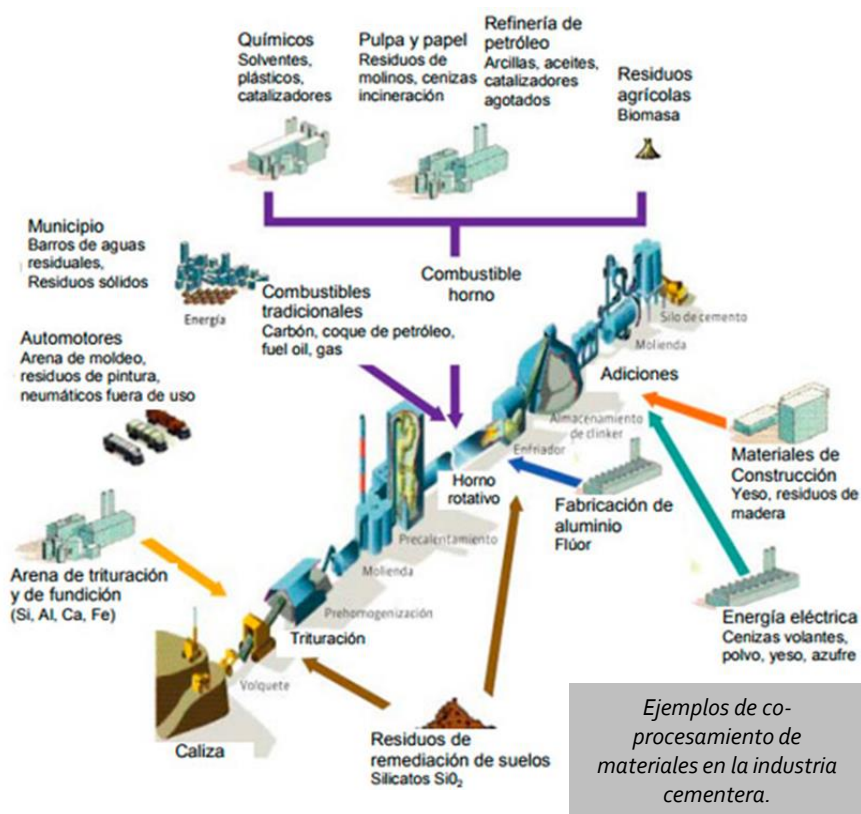 Químicos
Solventes,
plásticos,
catalizadores
Pulpa y papel
Residuos de
molinos, cenizas
incineración
Refinería de
petróleo
Arcillas, aceites,
catalizadores
agotados
Residuos
agrícolas
Biomasa
Municipio
Barros de aguas
residuales,
Residuos sólidos
Energía
Combustibles
tradicionales
Carbón, coque de petróleo,
fuel oil, gas
Combustible
horno
Silo de cemento
Molienda
Adiciones
Automotores
Arena de moldeo,
residuos de pintura,
neumáticos fuera de uso
Almacenamiento
de clinker
Enfriador
Horno
rotativo
Materiales de
Construcción
Yeso, residuos de
madera
Fabricación de
aluminio
Flúor
Precalentamiento
Molienda
Prehomogenización
Trituración
Arena de trituración
y de fundición
(Si, Al, Ca, Fe)
Energía eléctrica
Cenizas volantes,
polvo, yeso, azufre
Volquete
Caliza
Residuos de
remediación de suelos
Silicatos Si0₂
Ejemplos de co-
procesamiento de
materiales en la industria
cementera.